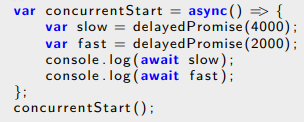 var concurrentStart = async() => {
    var slow = delayedPromise(4000);
    var fast = delayedPromise(2000);
    console.log(await slow);
    console.log(await fast);
};
concurrentStart();